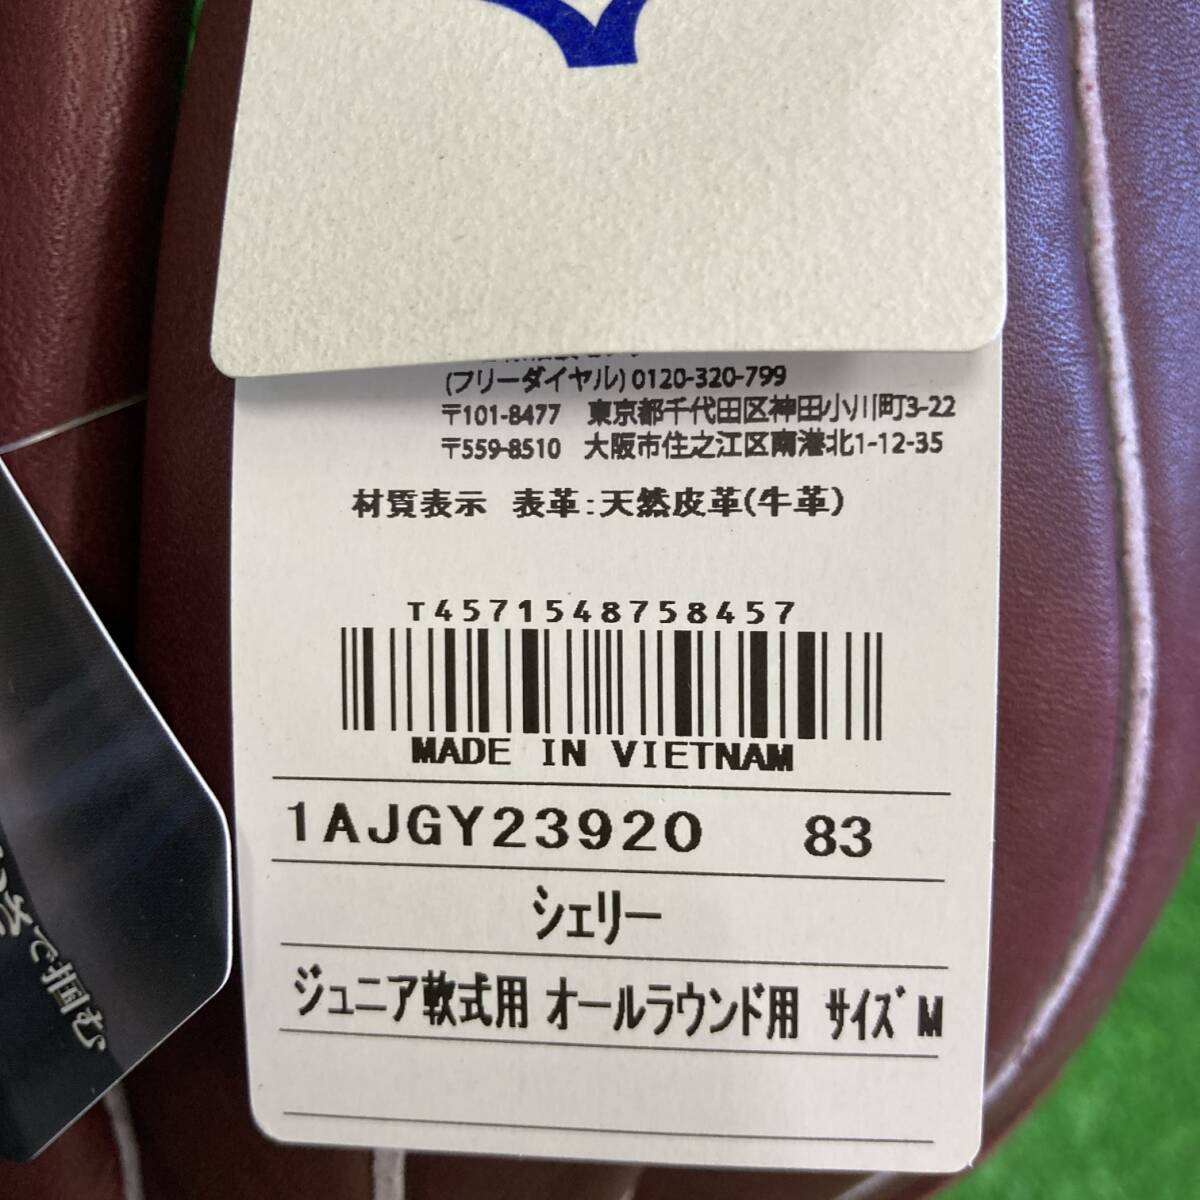 (フリーダイヤル) 0120-320-799
〒101-8477 東京都千代田区神田小川町3-22
〒559-8510 大阪市住之江区南港北1-12-35
材質表示 表革:天然皮革(牛革)
T4571548758457
MADE IN VIETNAM
1AJGY23920 83
シェリー
ジュニア軟式用 オールラウンド用 サイズM
で掴む